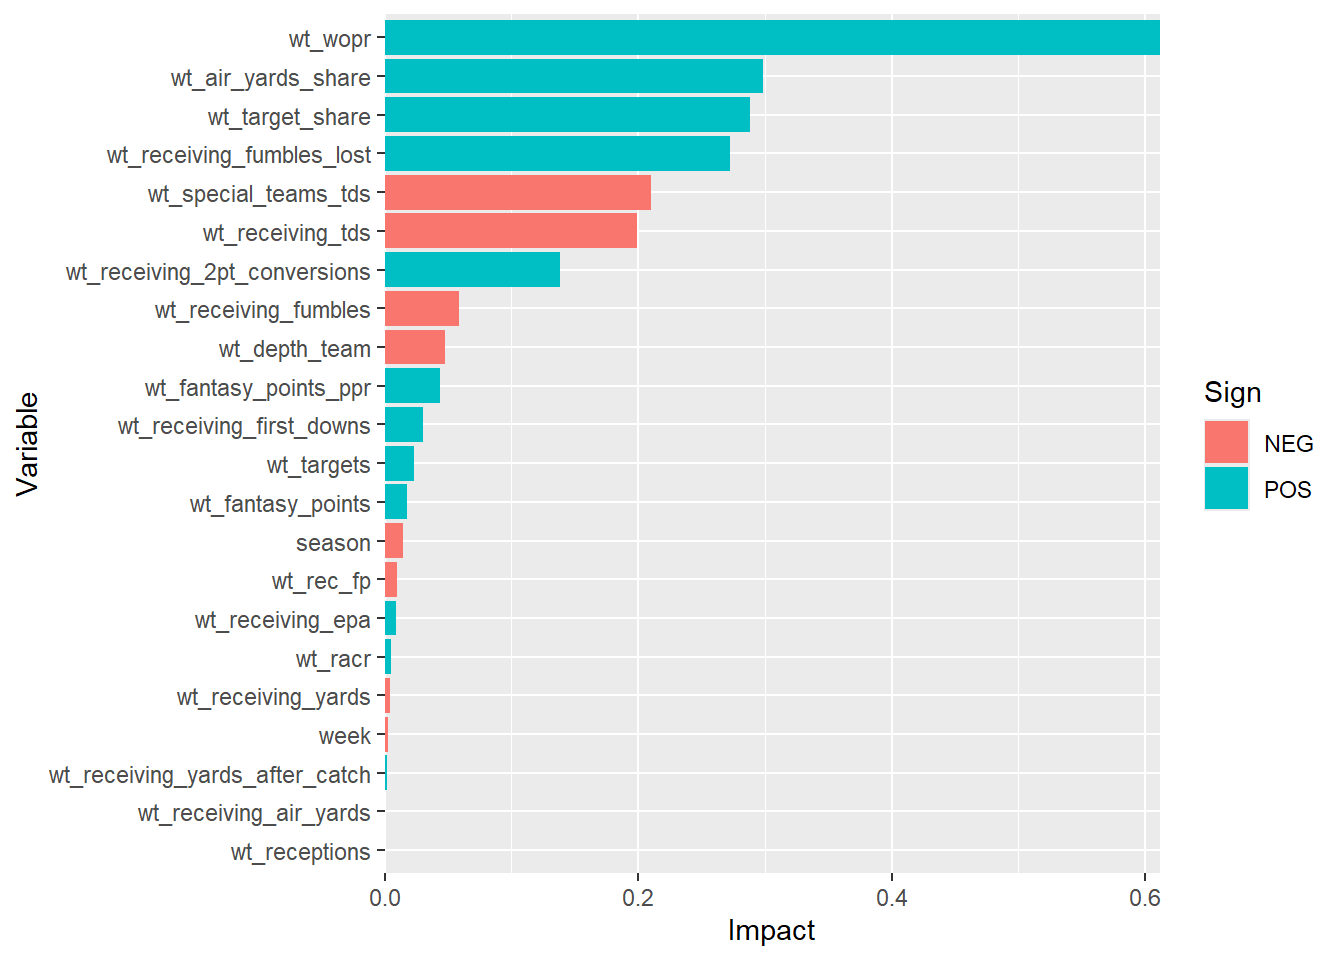 wt_wopr
wt_air_yards_share
wt_target_share
wt_receiving_fumbles_lost
wt_special_teams_tds
wt_receiving_tds
wt_receiving_2pt_conversions
wt_receiving_fumbles
wt_depth_team
wt_fantasy_points_ppr
wt_receiving_first_downs
wt_targets
wt_fantasy_points
season
wt_rec_fp
wt_receiving_epa
wt_racr
wt_receiving_yards
week
wt_receiving_yards_after_catch
wt_receiving_air_yards
wt_receptions
Variable
0.0 0.2 0.4 0.6
Impact
Sign
NEG
POS